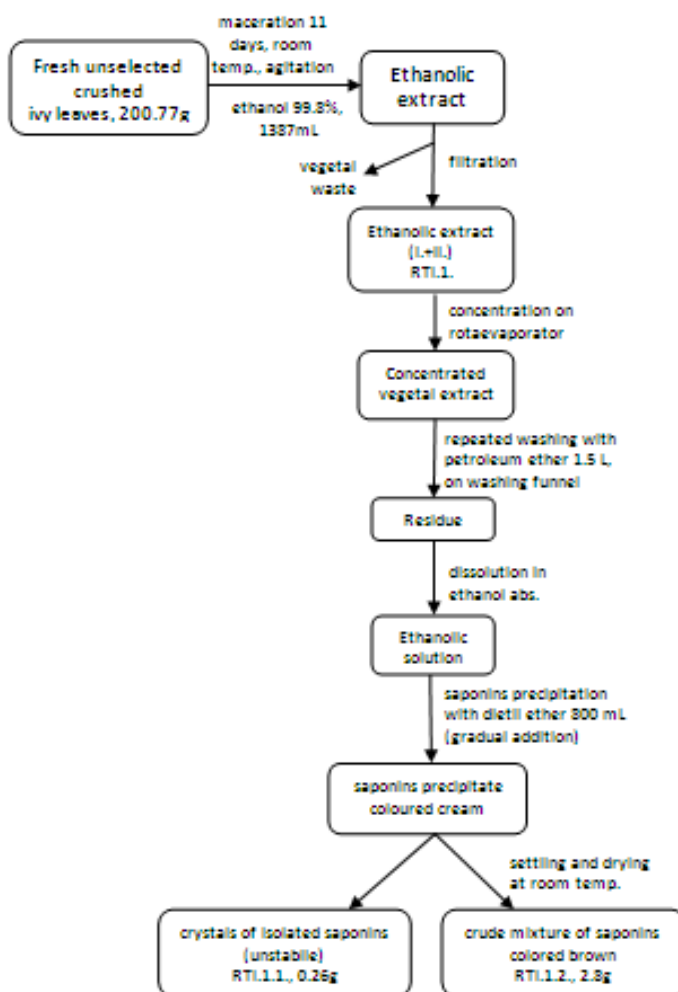 maceration 11
days, room
temp., agitation
Fresh unselected
crushed
ivy leaves, 200.77g
Ethanolic
extract
ethanol 99.8%,
1387mL
vegetal
waste
filtration
Ethanolic extract
(I.+II.)
RTI.1.
concentration on
rotaevaporator
Concentrated
vegetal extract
repeated washing with
petroleum ether 1.5 L,
on washing funnel
Residue
dissolution in
ethanol abs.
Ethanolic
solution
saponins precipitation
with dietil ether 800 mL
(gradual addition)
saponins precipitate
coloured cream
settling and drying
at room temp.
crystals of isolated saponins
(unstabile)
RTI.1.1., 0.26g
crude mixture of saponins
colored brown
RTI.1.2., 2.8g